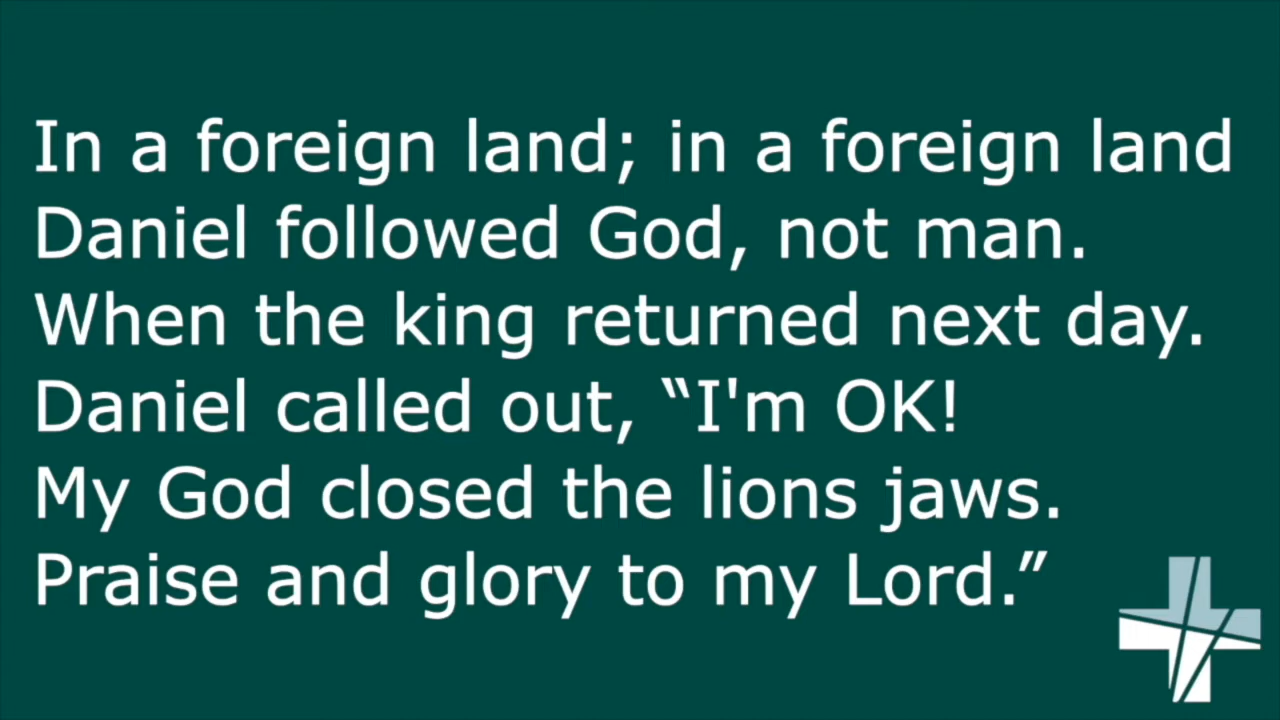 In a foreign land; in a foreign land
Daniel followed God, not man.
When the king returned next day.
Daniel called out, “I'm OK!
My God closed the lions jaws.
Praise and glory to my Lord.”